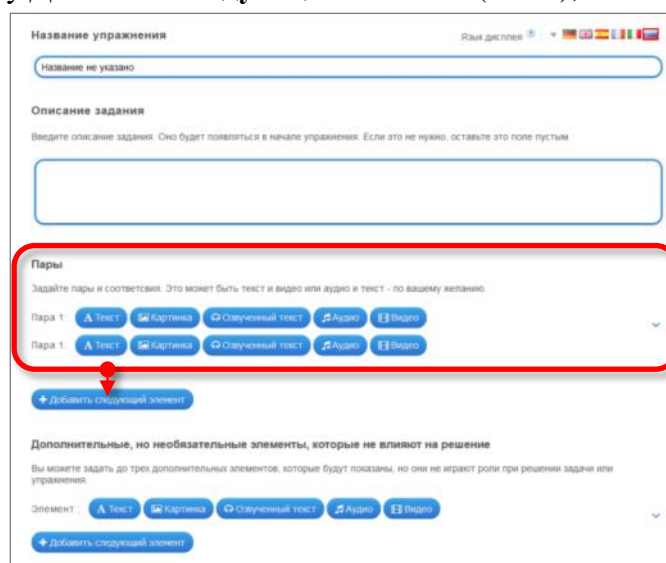 Название упражнения
Язык дисплея
Название не указано
Описание задания
Введите описание задания. Оно будет появляться в начале упражнения. Если это не нужно, оставьте это поле пустым.
Пары
Задайте пары и соответсвия. Это может быть текст и видео или аудио и текст - по вашему желанию.
Пара 1: Текст Картинка Озвученный текст Аудио Видео
Пара 1: Текст Картинка Озвученный текст Аудио Видео
+ Добавить следующий элемент
Дополнительные, но необязательные элементы, которые не влияют на решение
Вы можете задать до трех дополнительных элементов, которые будут показаны, но они не играют роли при решении задачи или
упражнения.
Элемент : Текст Картинка Озвученный текст Аудио Видео
+ Добавить следующий элемент